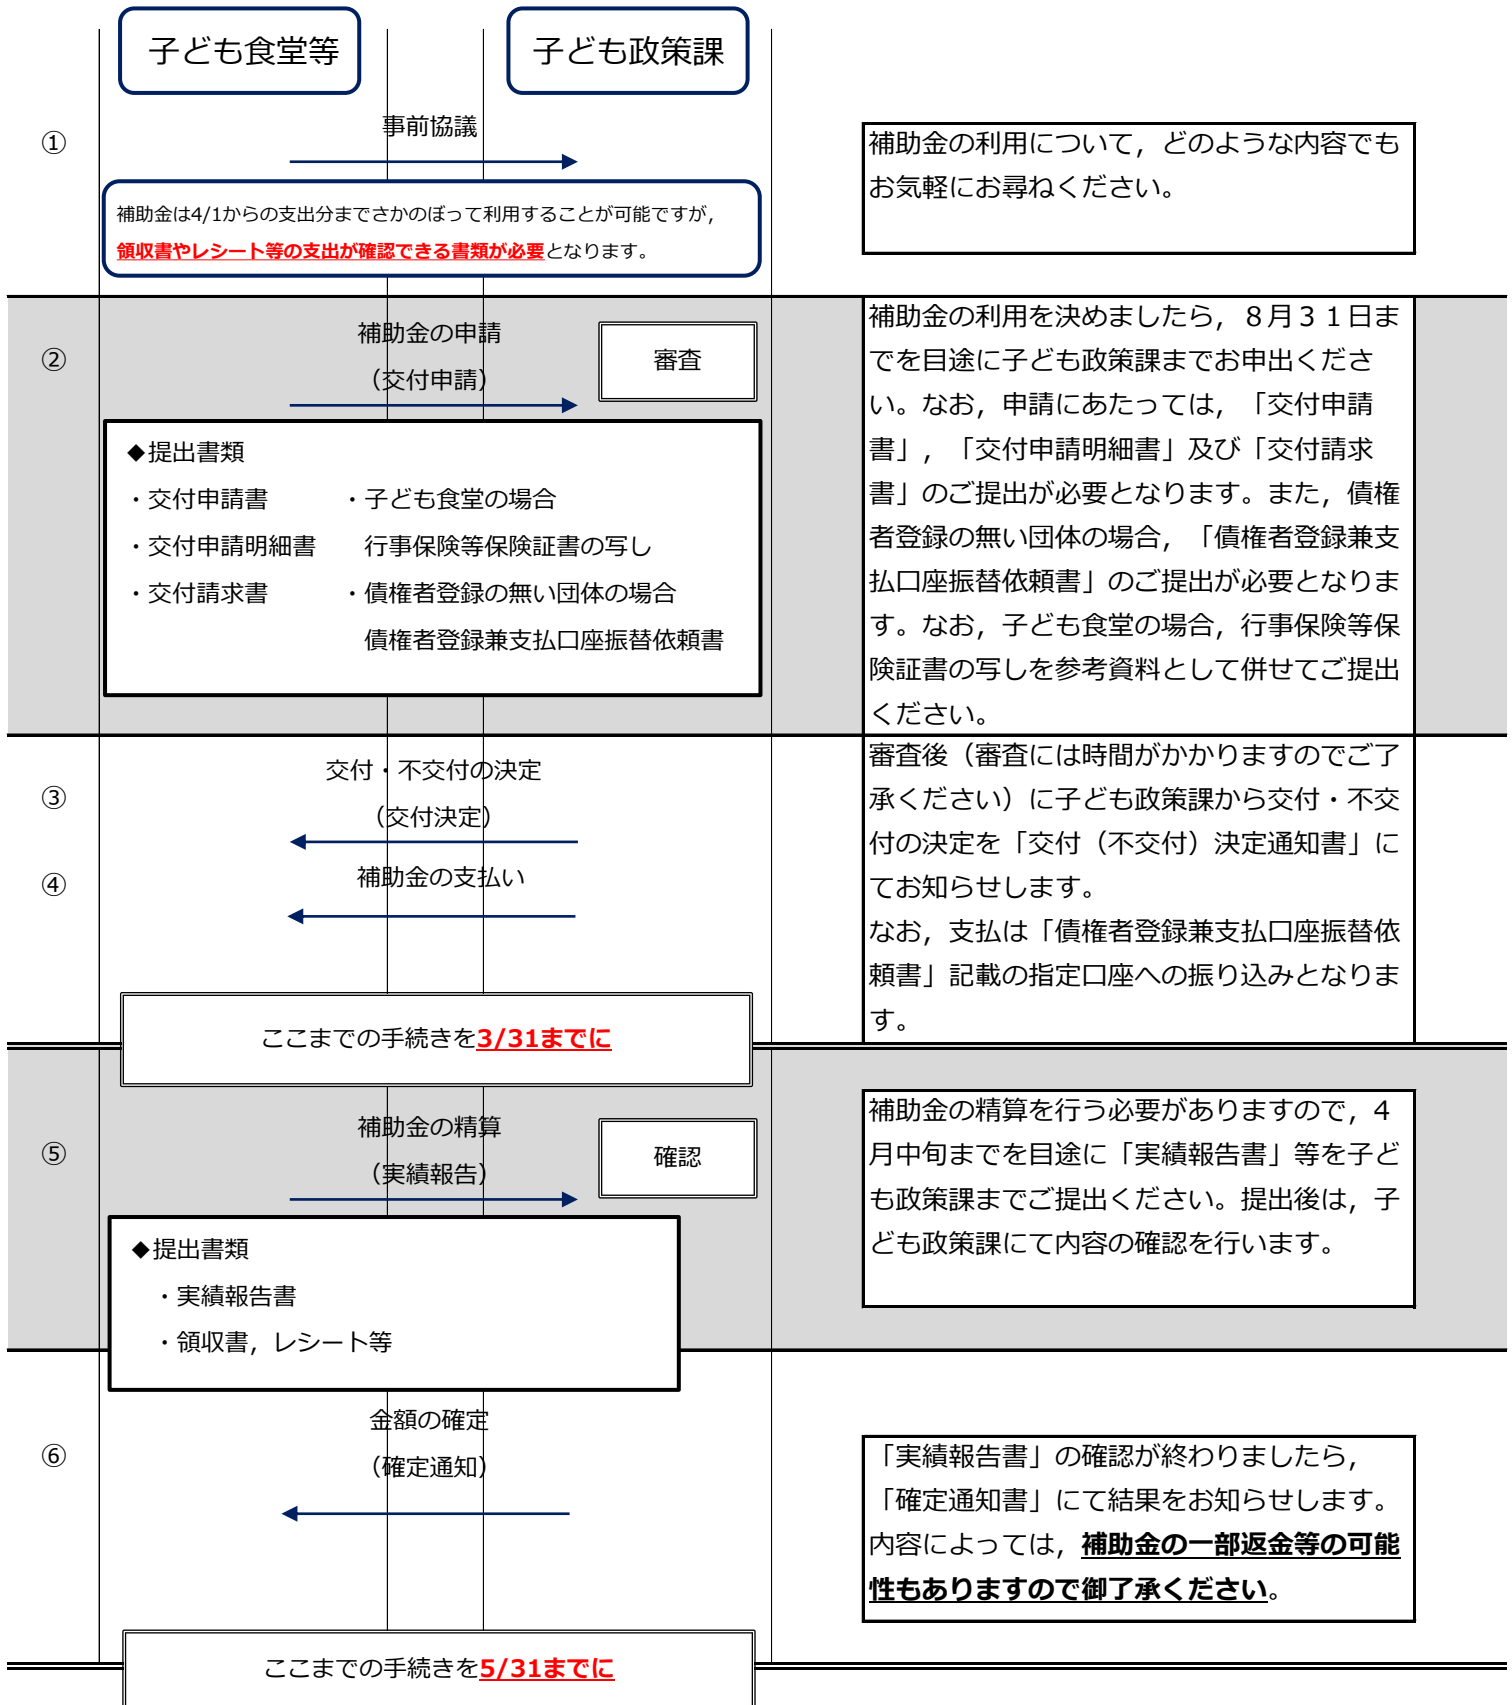 子ども食堂等
子ども政策課
①
事前協議
補助金は4/1からの支出分までさかのぼって利用することが可能ですが，
領収書やレシート等の支出が確認できる書類が必要となります。
補助金の利用について，どのような内容でも
お気軽にお尋ねください。
②
補助金の申請
（交付申請）
審査
◆提出書類
・交付申請書
・交付申請明細書
・交付請求書
・子ども食堂の場合
行事保険等保険証書の写し
・債権者登録の無い団体の場合
債権者登録兼支払口座振替依頼書
補助金の利用を決めましたら，８月３１日ま
でを目途に子ども政策課までお申出くださ
い。なお，申請にあたっては，「交付申請
書」，「交付申請明細書」及び「交付請求
書」のご提出が必要となります。また，債権
者登録の無い団体の場合，「債権者登録兼支
払口座振替依頼書」のご提出が必要となりま
す。なお，子ども食堂の場合，行事保険等保
険証書の写しを参考資料として併せてご提出
ください。
③
交付・不交付の決定
（交付決定）
④
補助金の支払い
審査後（審査には時間がかかりますのでご了
承ください）に子ども政策課から交付・不交
付の決定を「交付（不交付）決定通知書」に
てお知らせします。
なお，支払は「債権者登録兼支払口座振替依
頼書」記載の指定口座への振り込みとなりま
す。
ここまでの手続きを3/31までに
⑤
補助金の精算
（実績報告）
確認
◆提出書類
・実績報告書
・領収書，レシート等
補助金の精算を行う必要がありますので，４
月中旬までを目途に「実績報告書」等を子ど
も政策課までご提出ください。提出後は，子
ども政策課にて内容の確認を行います。
⑥
金額の確定
（確定通知）
「実績報告書」の確認が終わりましたら，
「確定通知書」にて結果をお知らせします。
内容によっては，補助金の一部返金等の可能
性もありますので御了承ください。
ここまでの手続きを5/31までに